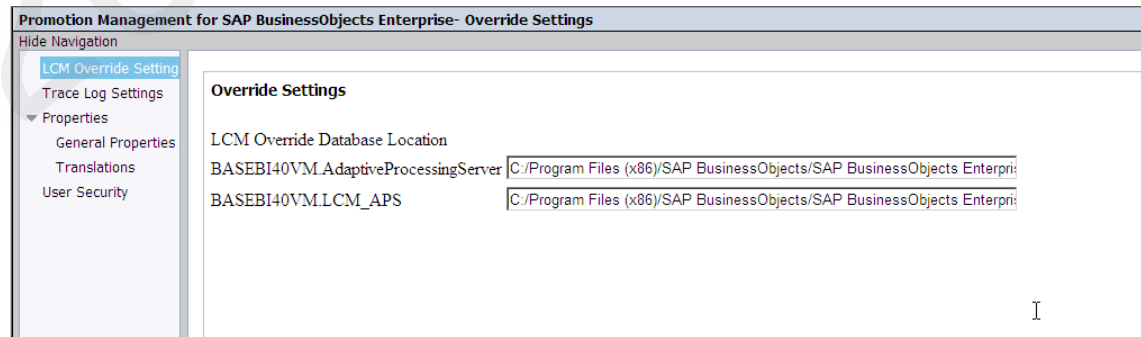 Promotion Management for SAP BusinessObjects Enterprise- Override Settings
Hide Navigation
LCM Override Setting
Trace Log Settings
Properties
General Properties
Translations
User Security
Override Settings
LCM Override Database Location
BASEBI40VM.AdaptiveProcessingServer C:/Program Files (x86)/SAP BusinessObjects/SAP BusinessObjects Enterpri
BASEBI40VM.LCM_APS C:/Program Files (x86)/SAP BusinessObjects/SAP BusinessObjects Enterpri